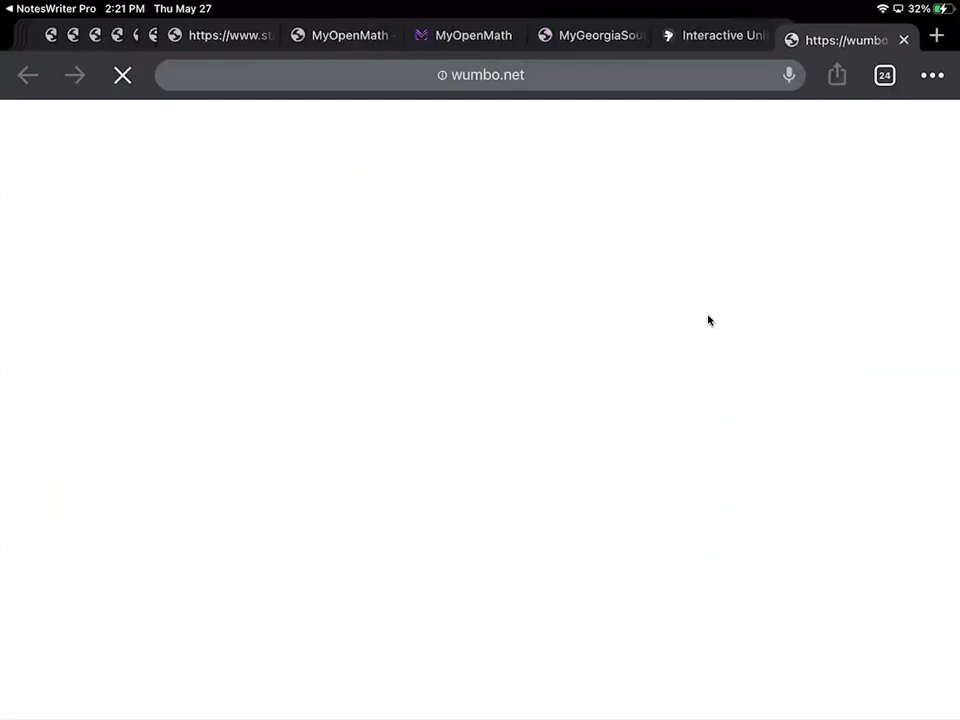 NotesWriter Pro 2:21 PM Thu May 27 32%
https://www.st MyOpenMath - MyOpenMath MyGeorgiaSou Interactive Uni https://wumbo
wumbo.net 24